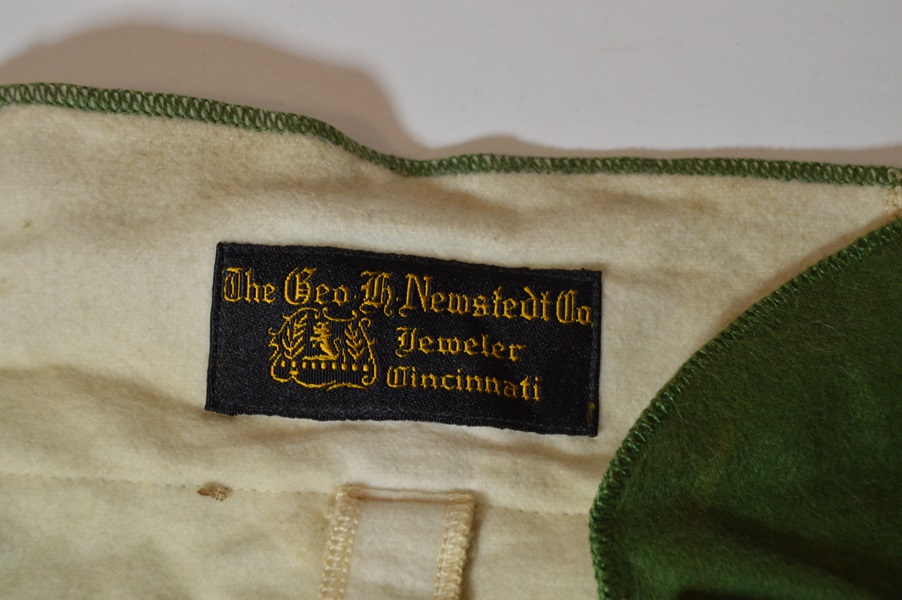 The Geo. H. Newstedt Co.
Jeweler
Cincinnati